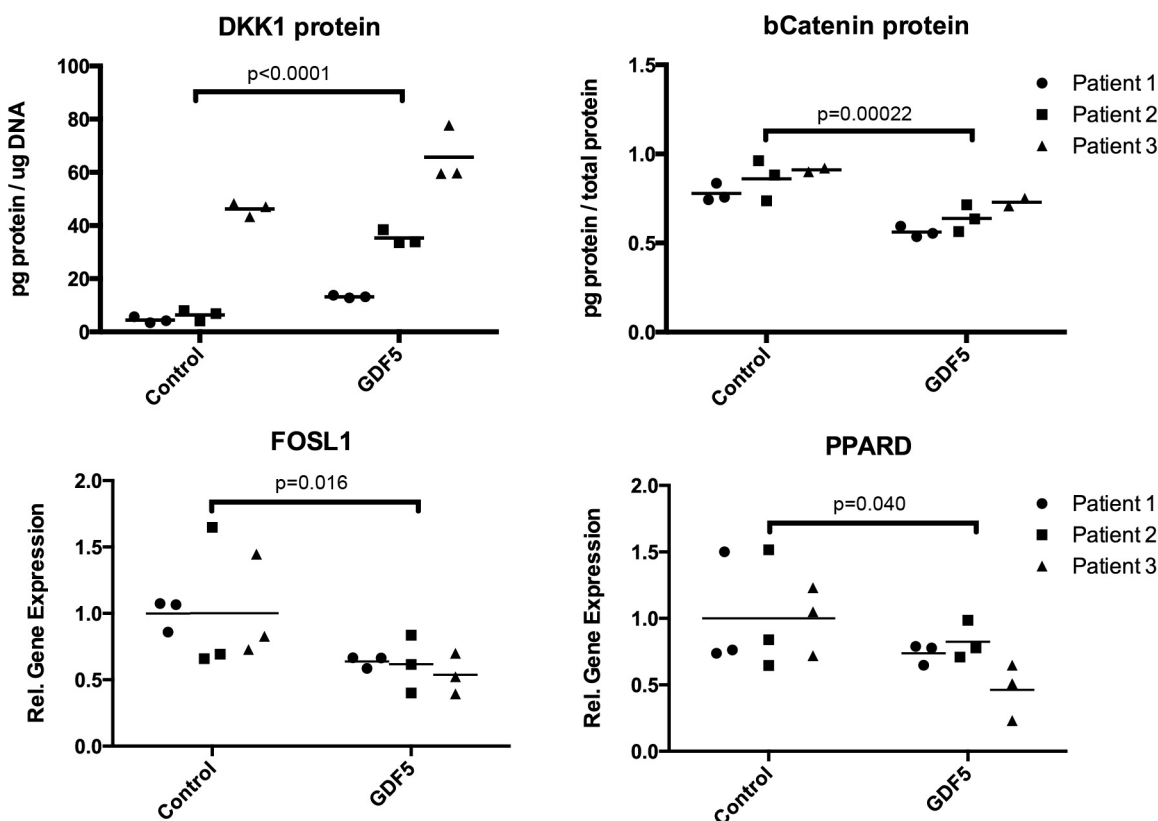 DKK1 protein
pg protein / ug DNA
100
80
60
40
20
0
p<0.0001
Control
GDF5
bCatenin protein
pg protein / total protein
1.5
1.0
0.5
0.0
p=0.00022
Control
GDF5
Patient 1
Patient 2
Patient 3
FOSL1
Rel. Gene Expression
2.0
1.5
1.0
0.5
0.0
p=0.016
Control
GDF5
PPARD
Rel. Gene Expression
2.0
1.5
1.0
0.5
0.0
p=0.040
Control
GDF5
Patient 1
Patient 2
Patient 3